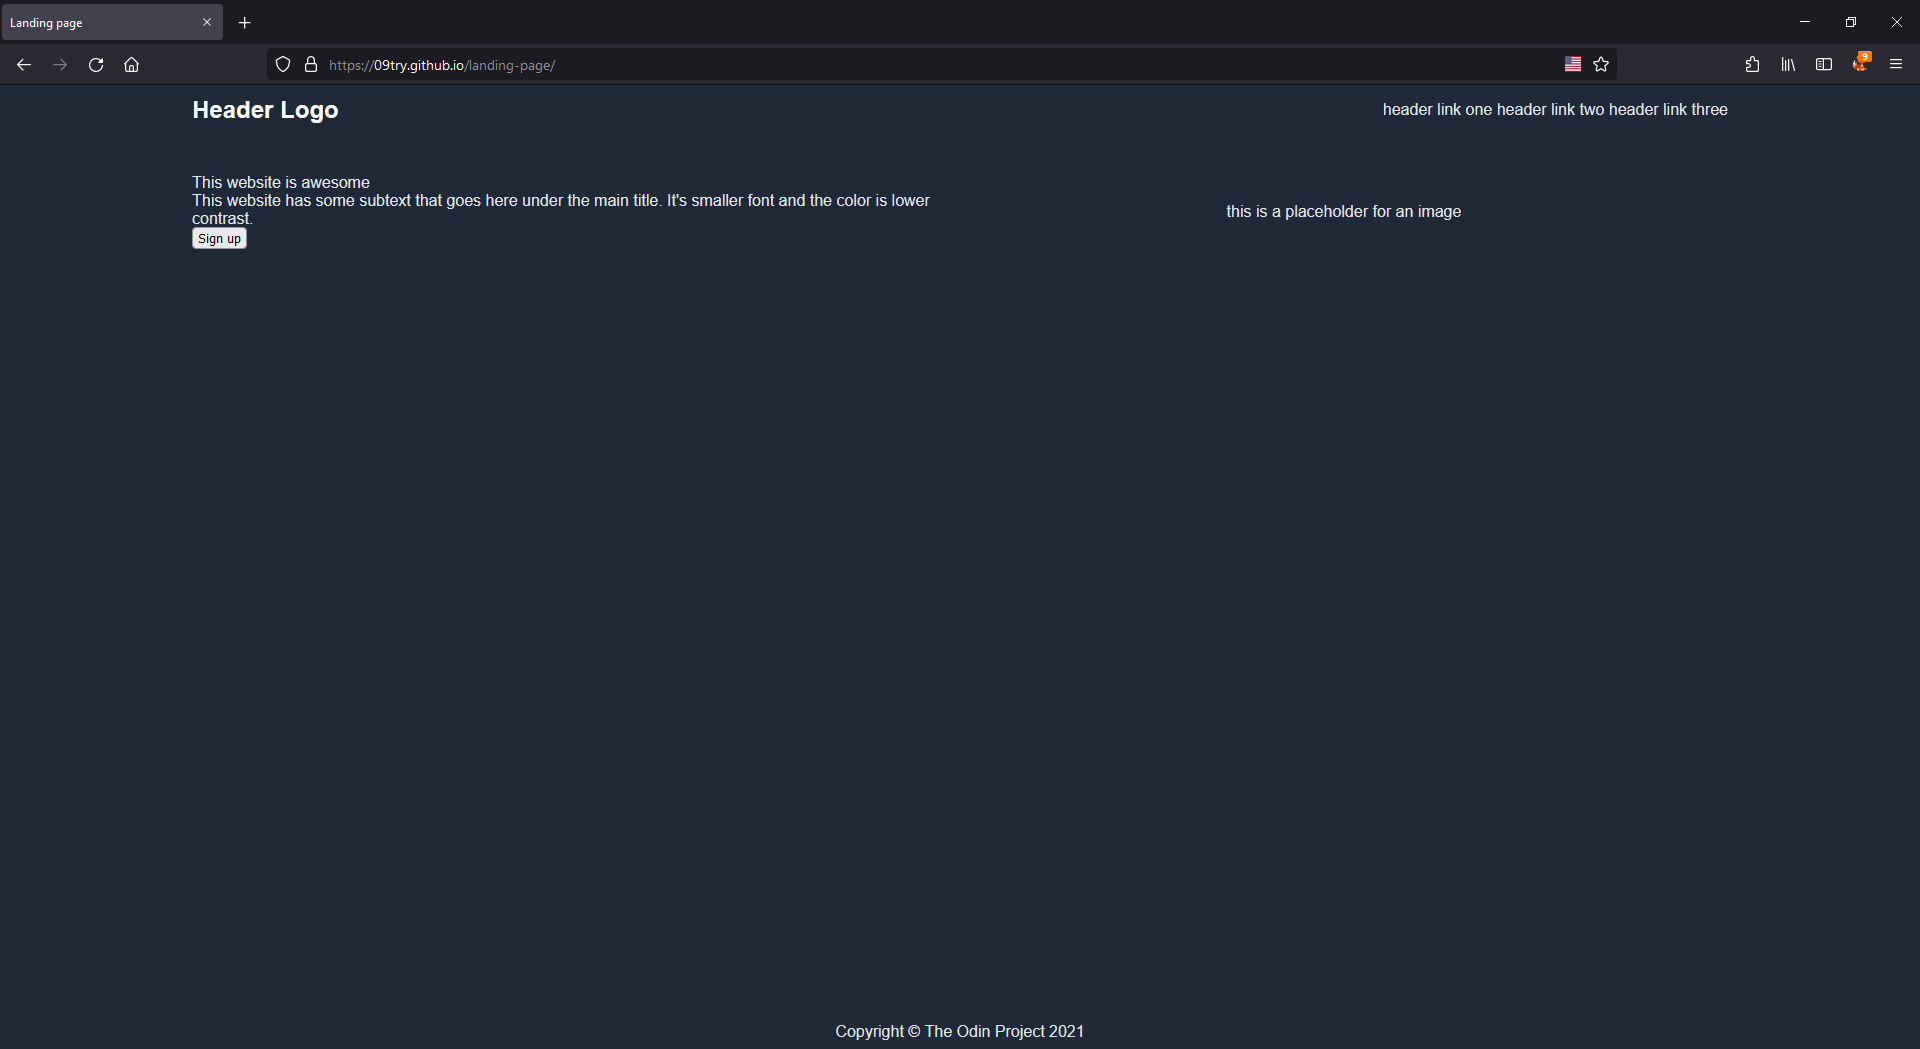 Landing page
https://09try.github.io/landing-page/
9
Header Logo
header link one header link two header link three
This website is awesome
This website has some subtext that goes here under the main title. It's smaller font and the color is lower
contrast.
Sign up
this is a placeholder for an image
Copyright © The Odin Project 2021